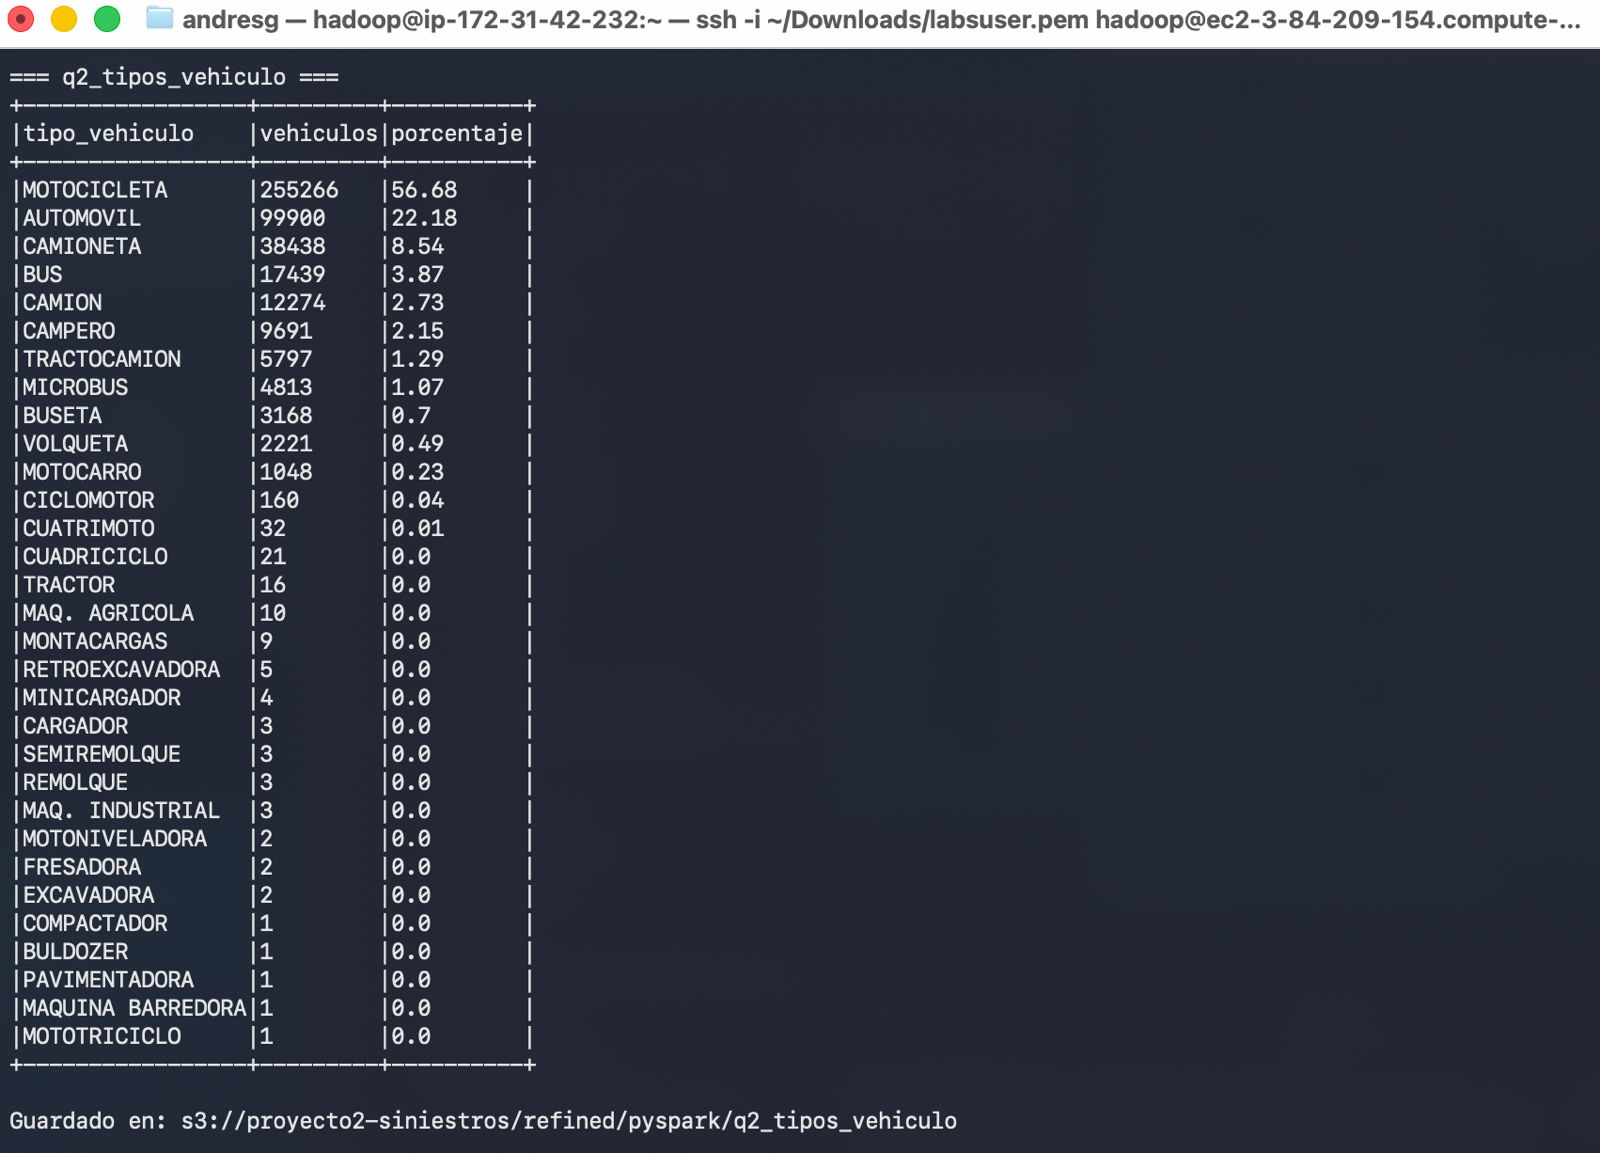 andresg — hadoop@ip-172-31-42-232:~ — ssh -i ~/Downloads/labsuser.pem hadoop@ec2-3-84-209-154.compute-...
=== q2_tipos_vehiculo ===
+-----------------+---------+----------+
|tipo_vehiculo    |vehiculos|porcentaje|
+-----------------+---------+----------+
|MOTOCICLETA      |255266   |56.68     |
|AUTOMOVIL        |99900    |22.18     |
|CAMIONETA        |38438    |8.54      |
|BUS              |17439    |3.87      |
|CAMION           |12274    |2.73      |
|CAMPERO          |9691     |2.15      |
|TRACTOCAMION     |5797     |1.29      |
|MICROBUS         |4813     |1.07      |
|BUSETA           |3168     |0.7       |
|VOLQUETA         |2221     |0.49      |
|MOTOCARRO        |1048     |0.23      |
|CICLOMOTOR       |160      |0.04      |
|CUATRIMOTO       |32       |0.01      |
|CUADRICICLO      |21       |0.0       |
|TRACTOR          |16       |0.0       |
|MAQ. AGRICOLA    |10       |0.0       |
|MONTACARGAS      |9        |0.0       |
|RETROEXCAVADORA  |5        |0.0       |
|MINICARGADOR     |4        |0.0       |
|CARGADOR         |3        |0.0       |
|SEMIREMOLQUE     |3        |0.0       |
|REMOLQUE         |3        |0.0       |
|MAQ. INDUSTRIAL  |3        |0.0       |
|MOTONIVELADORA   |2        |0.0       |
|FRESADORA        |2        |0.0       |
|EXCAVADORA       |2        |0.0       |
|COMPACTADOR      |1        |0.0       |
|BULDOZER         |1        |0.0       |
|PAVIMENTADORA    |1        |0.0       |
|MAQUINA BARREDORA|1        |0.0       |
|MOTOTRICICLO     |1        |0.0       |
+-----------------+---------+----------+
Guardado en: s3://proyecto2-siniestros/refined/pyspark/q2_tipos_vehiculo